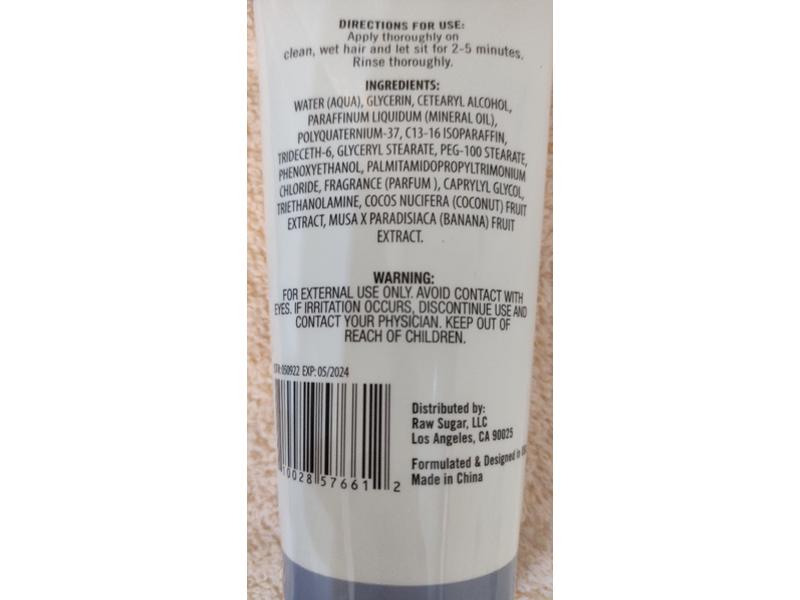 DIRECTIONS FOR USE:
Apply thoroughly on
clean, wet hair and let sit for 2-5 minutes.
Rinse thoroughly.
INGREDIENTS:
WATER (AQUA), GLYCERIN, CETEARYL ALCOHOL,
PARAFFINUM LIQUIDUM (MINERAL OIL),
POLYQUATERNIUM-37, C13-16 ISOPARAFFIN,
TRIDECETH-6, GLYCERYL STEARATE, PEG-100 STEARATE,
PHENOXYETHANOL, PALMITAMIDOPROPYLTRIMONIUM
CHLORIDE, FRAGRANCE (PARFUM ), CAPRYLYL GLYCOL,
TRIETHANOLAMINE, COCOS NUCIFERA (COCONUT) FRUIT
EXTRACT, MUSA X PARADISIACA (BANANA) FRUIT
EXTRACT.
WARNING:
FOR EXTERNAL USE ONLY. AVOID CONTACT WITH
EYES. IF IRRITATION OCCURS, DISCONTINUE USE AND
CONTACT YOUR PHYSICIAN. KEEP OUT OF
REACH OF CHILDREN.
050922 EXP: 05/2024
10028 57661 2
Distributed by:
Raw Sugar, LLC
Los Angeles, CA 90025
Formulated & Designed in
Made in China